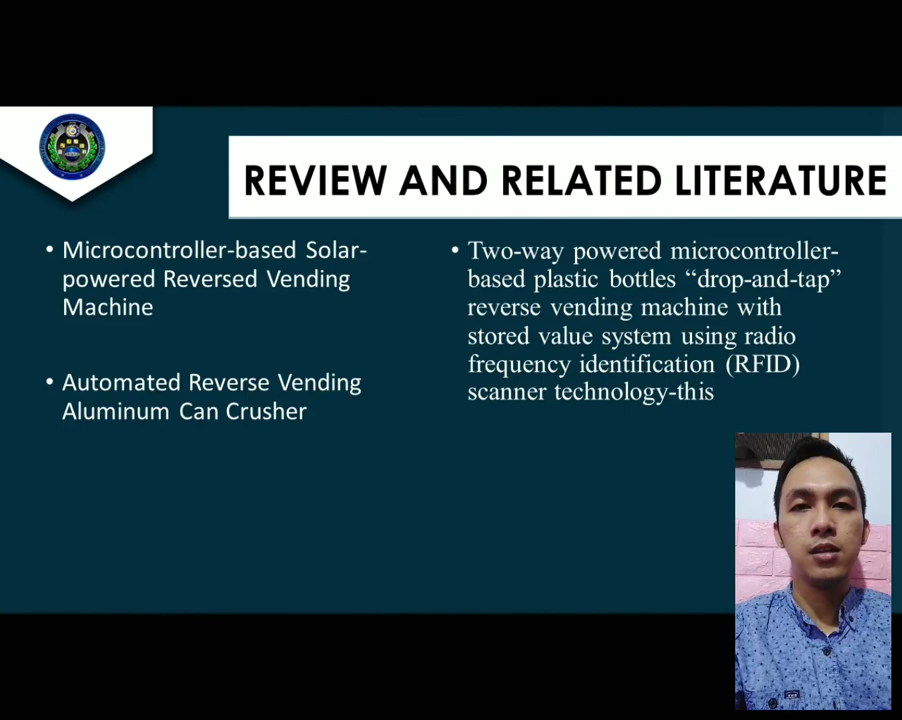 REVIEW AND RELATED LITERATURE
• Microcontroller-based Solar-
powered Reversed Vending
Machine
• Automated Reverse Vending
Aluminum Can Crusher
• Two-way powered microcontroller-
based plastic bottles “drop-and-tap”
reverse vending machine with
stored value system using radio
frequency identification (RFID)
scanner technology-this